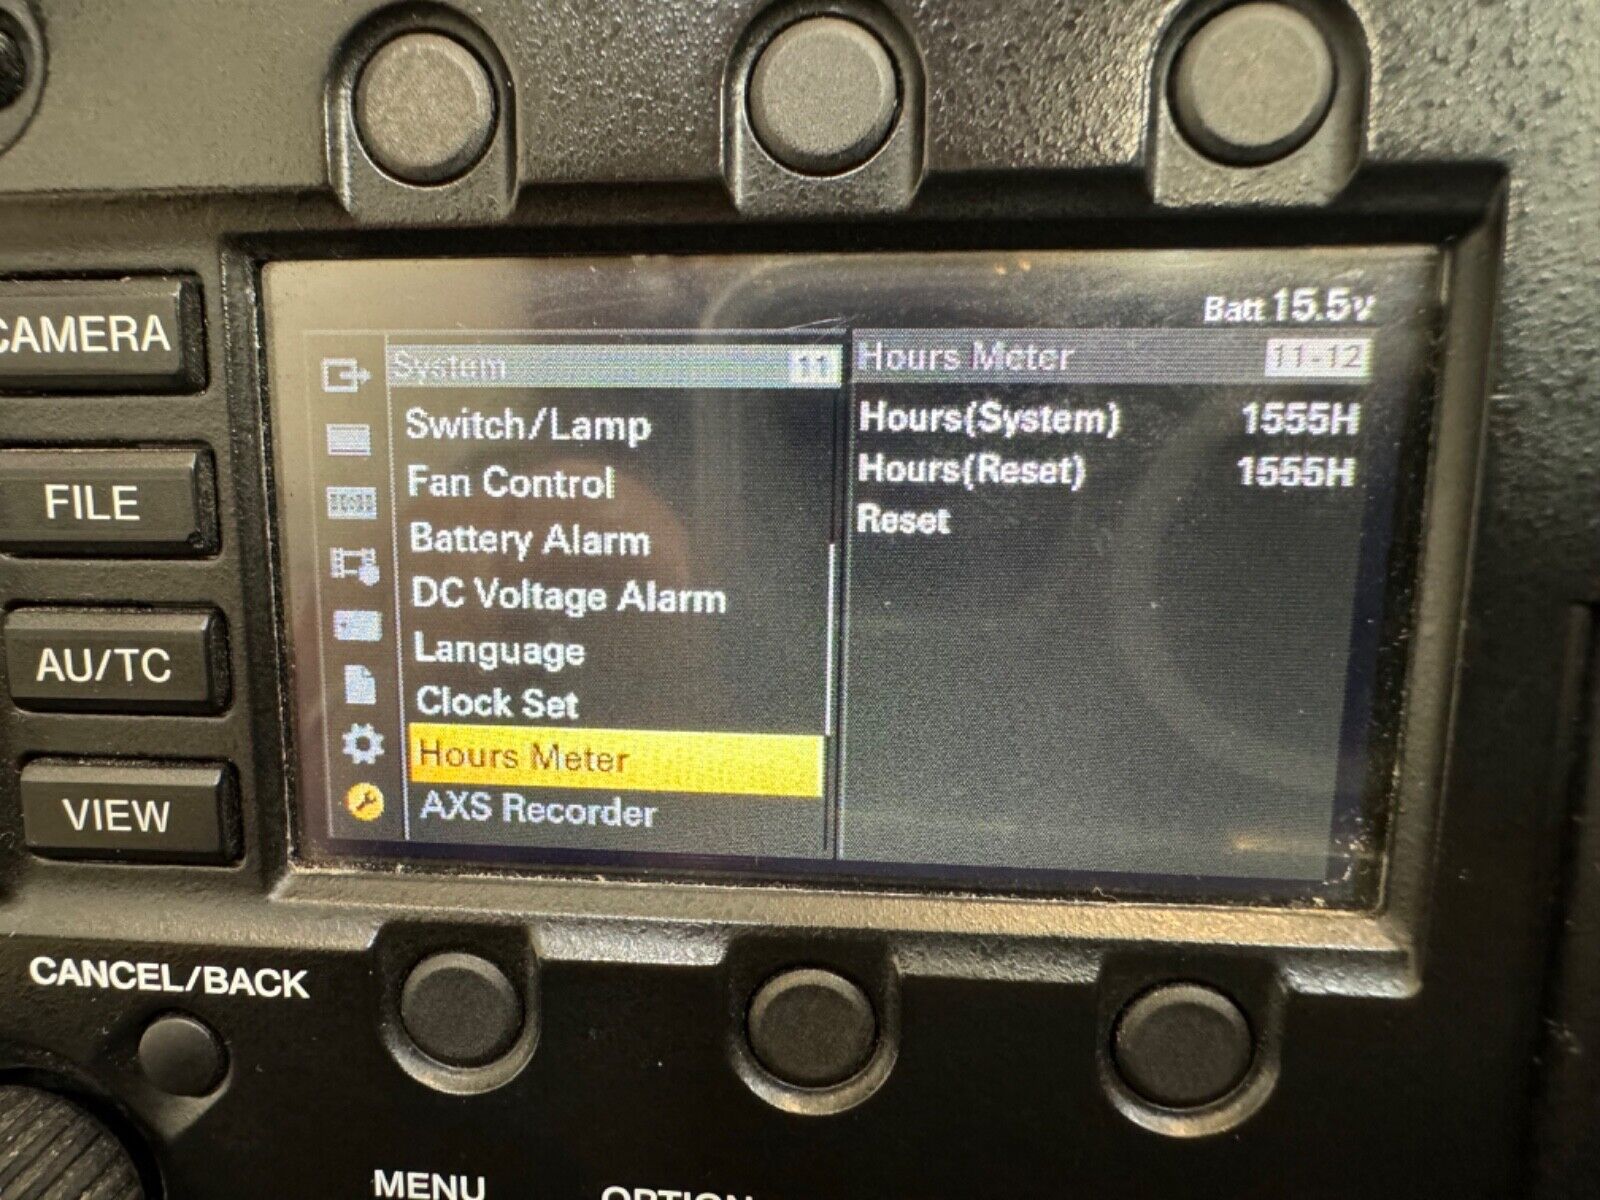 Batt 15.5v
System 11
Switch/Lamp
Fan Control
Battery Alarm
DC Voltage Alarm
Language
Clock Set
Hours Meter
AXS Recorder
Hours Meter 11-12
Hours(System) 1555H
Hours(Reset) 1555H
Reset
CAMERA
FILE
AU/TC
VIEW
CANCEL/BACK
MENU
OPTION